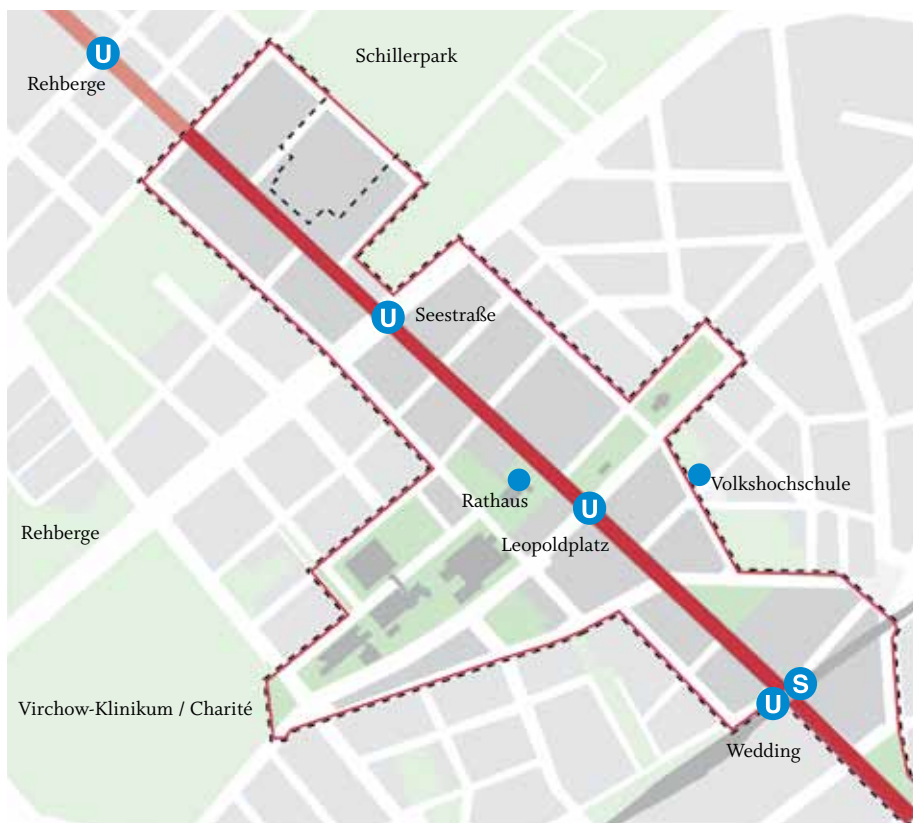 U
Rehberge
Schillerpark
U Seestraße
Rathaus
Volkshochschule
U
Leopoldplatz
Rehberge
Virchow-Klinikum / Charité
S
U
Wedding